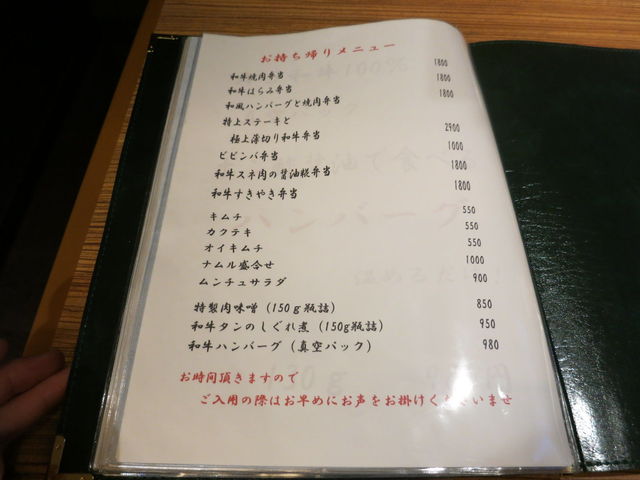 お持ち帰りメニュー
和牛焼肉弁当 1800
和牛はらみ弁当 1800
和風ハンバーグと焼肉弁当 1800
特上ステーキと
極上薄切り和牛弁当 2900
ビビンバ弁当 1000
和牛スネ肉の醤油糀弁当 1800
和牛すきやき弁当 1800
キムチ 550
カクテキ 550
オイキムチ 550
ナムル盛合せ 1000
ムンチュサラダ 900
特製肉味噌（150g瓶詰） 850
和牛タンのしぐれ煮（150g瓶詰） 950
和牛ハンバーグ（真空パック） 980
お時間頂きますので
ご入用の際はお早めにお声をお掛けくださいませ